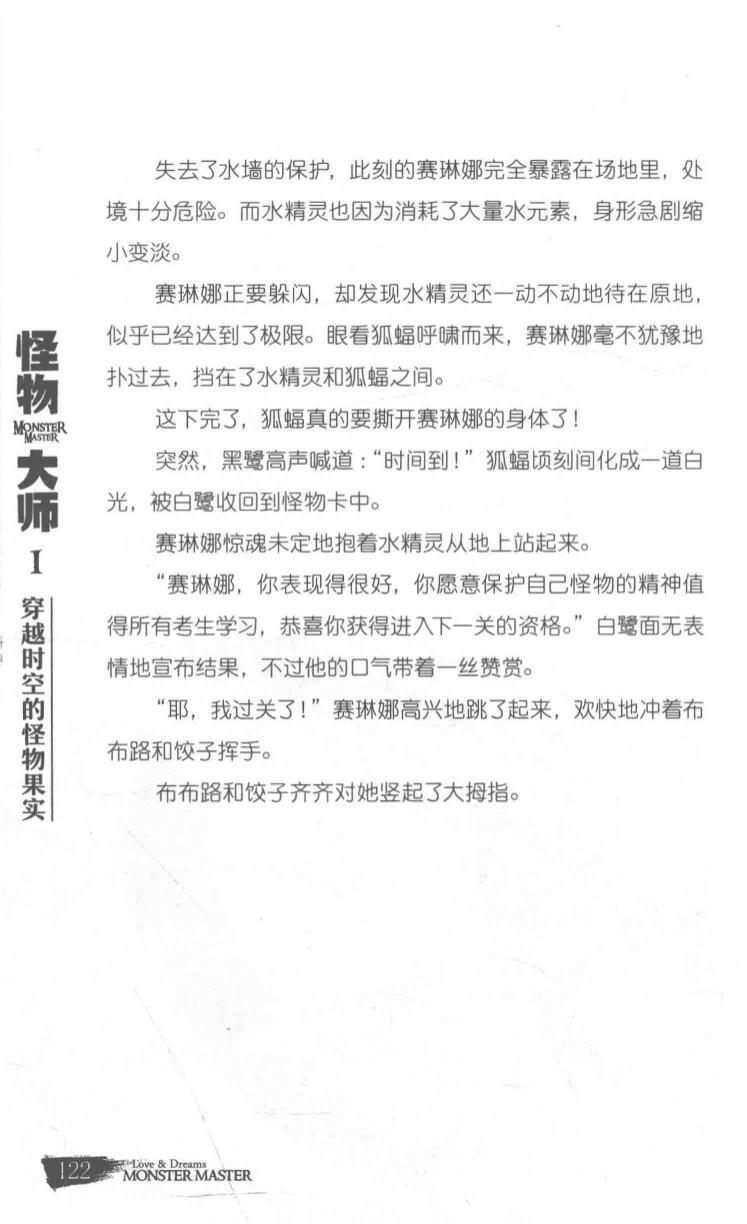 失去了水墙的保护，此刻的赛琳娜完全暴露在场地里，处
境十分危险。而水精灵也因为消耗了大量水元素，身形急剧缩
小变淡。
赛琳娜正要躲闪，却发现水精灵还一动不动地待在原地，
似乎已经达到了极限。眼看狐蝠呼啸而来，赛琳娜毫不犹豫地
扑过去，挡在了水精灵和狐蝠之间。
这下完了，狐蝠真的要撕开赛琳娜的身体了！
突然，黑鹭高声喊道：“时间到！”狐蝠顷刻间化成一道白
光，被白鹭收回到怪物卡中。
赛琳娜惊魂未定地抱着水精灵从地上站起来。
“赛琳娜，你表现得很好，你愿意保护自己怪物的精神值
得所有考生学习，恭喜你获得进入下一关的资格。”白鹭面无表
情地宣布结果，不过他的口气带着一丝赞赏。
“耶，我过关了！”赛琳娜高兴地跳了起来，欢快地冲着布
布路和饺子挥手。
布布路和饺子齐齐对她竖起了大拇指。
怪物
MONSTER
MASTER
大师
I
穿越时空的怪物果实
122
Love & Dreams
MONSTER MASTER